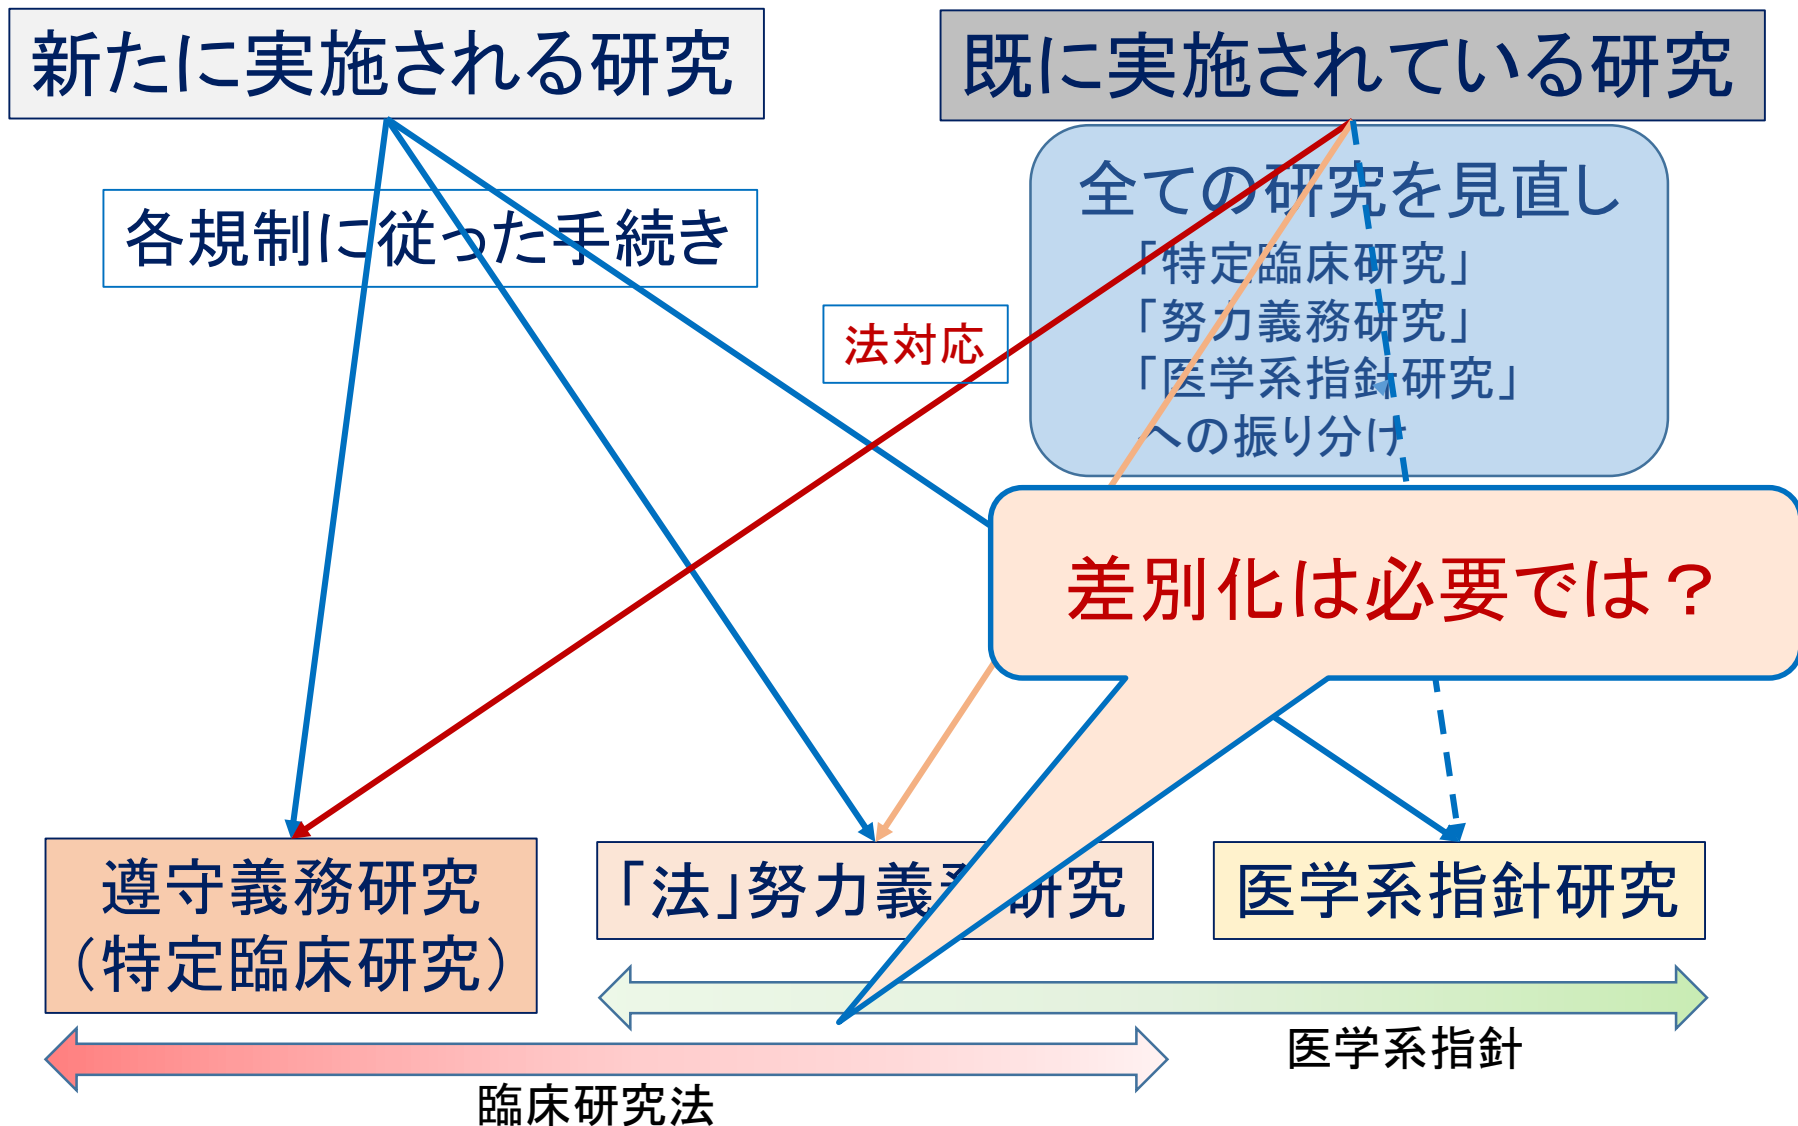 新たに実施される研究
既に実施されている研究
各規制に従った手続き
全ての研究を見直し
「特定臨床研究」
「努力義務研究」
「医学系指針研究」
への振り分け
法対応
差別化は必要では？
遵守義務研究
（特定臨床研究）
「法」努力義務研究
医学系指針研究
医学系指針
臨床研究法